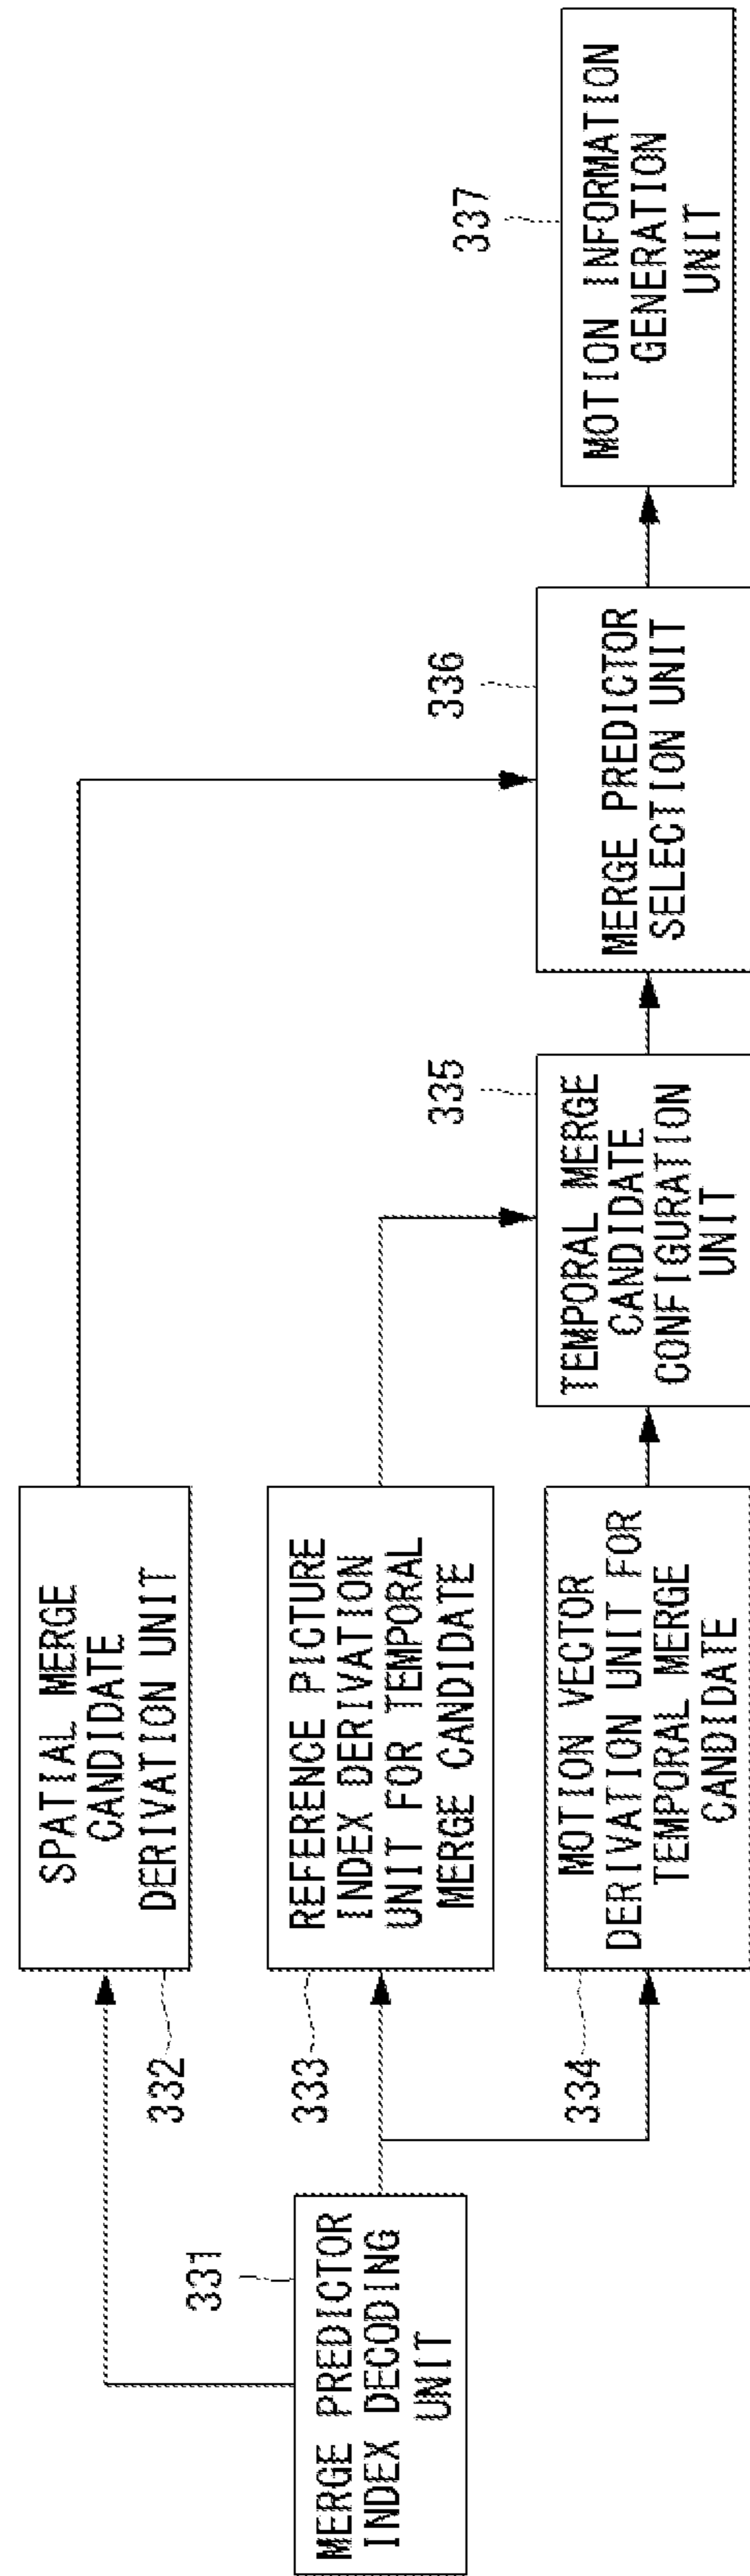 MERGE PREDICTOR
INDEX DECODING
UNIT
331
SPATIAL MERGE
CANDIDATE
DERIVATION UNIT
332
REFERENCE PICTURE
INDEX DERIVATION
UNIT FOR TEMPORAL
MERGE CANDIDATE
333
MOTION VECTOR
DERIVATION UNIT FOR
TEMPORAL MERGE
CANDIDATE
334
TEMPORAL MERGE
CANDIDATE
CONFIGURATION
UNIT
335
MERGE PREDICTOR
SELECTION UNIT
336
MOTION INFORMATION
GENERATION
UNIT
337